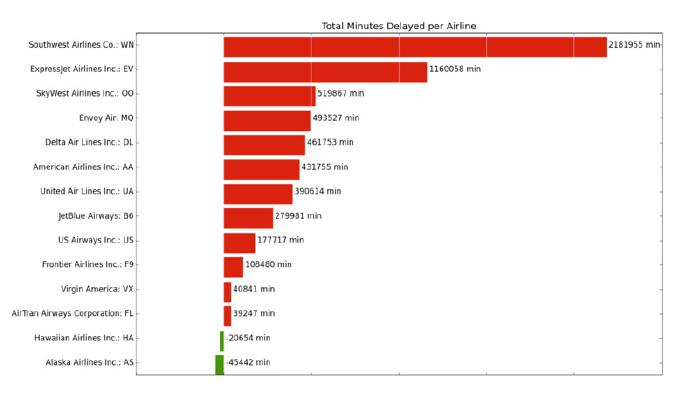 Total Minutes Delayed per Airline
Southwest Airlines Co.: WN 2181955 min
ExpressJet Airlines Inc.: EV 1160058 min
SkyWest Airlines Inc.: OO 519867 min
Envoy Air: MQ 493527 min
Delta Air Lines Inc.: DL 461753 min
American Airlines Inc.: AA 431755 min
United Air Lines Inc.: UA 390614 min
JetBlue Airways: B6 279981 min
US Airways Inc.: US 177717 min
Frontier Airlines Inc.: F9 108480 min
Virgin America: VX 40841 min
AirTran Airways Corporation: FL 39247 min
Hawaiian Airlines Inc.: HA -20654 min
Alaska Airlines Inc.: AS -45442 min